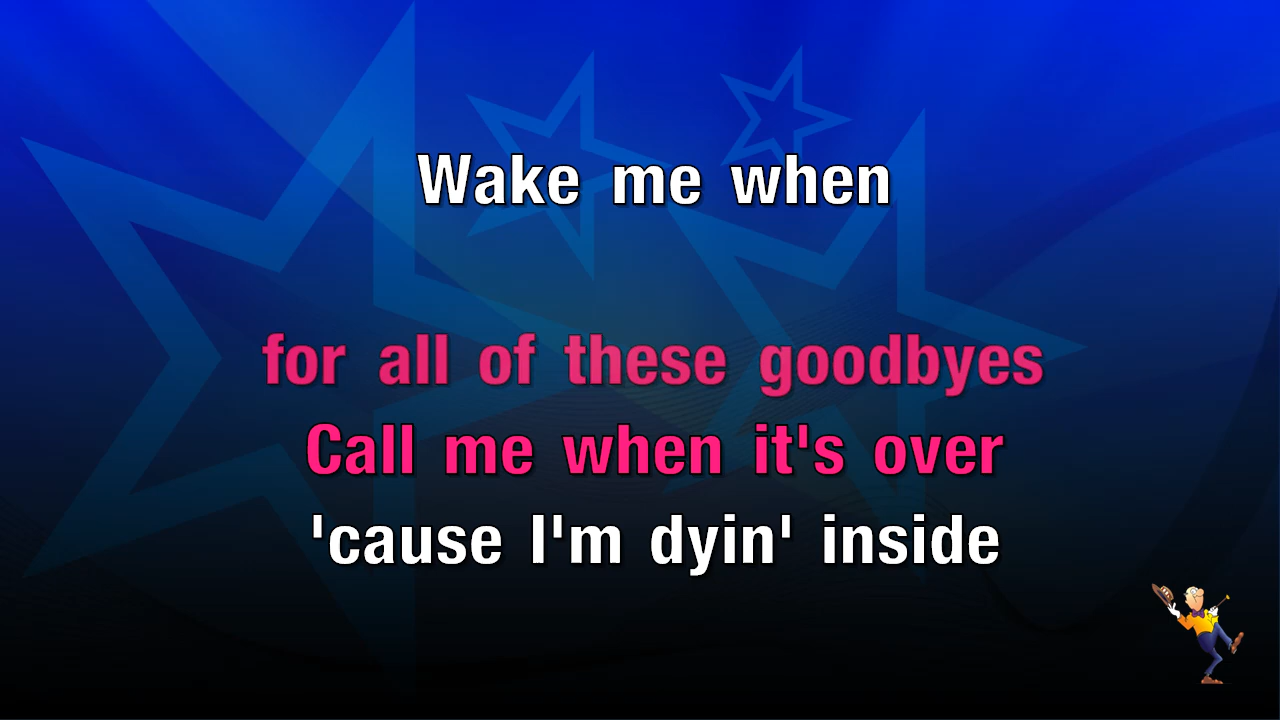 Wake me when
for all of these goodbyes
Call me when it's over
'cause I'm dyin' inside